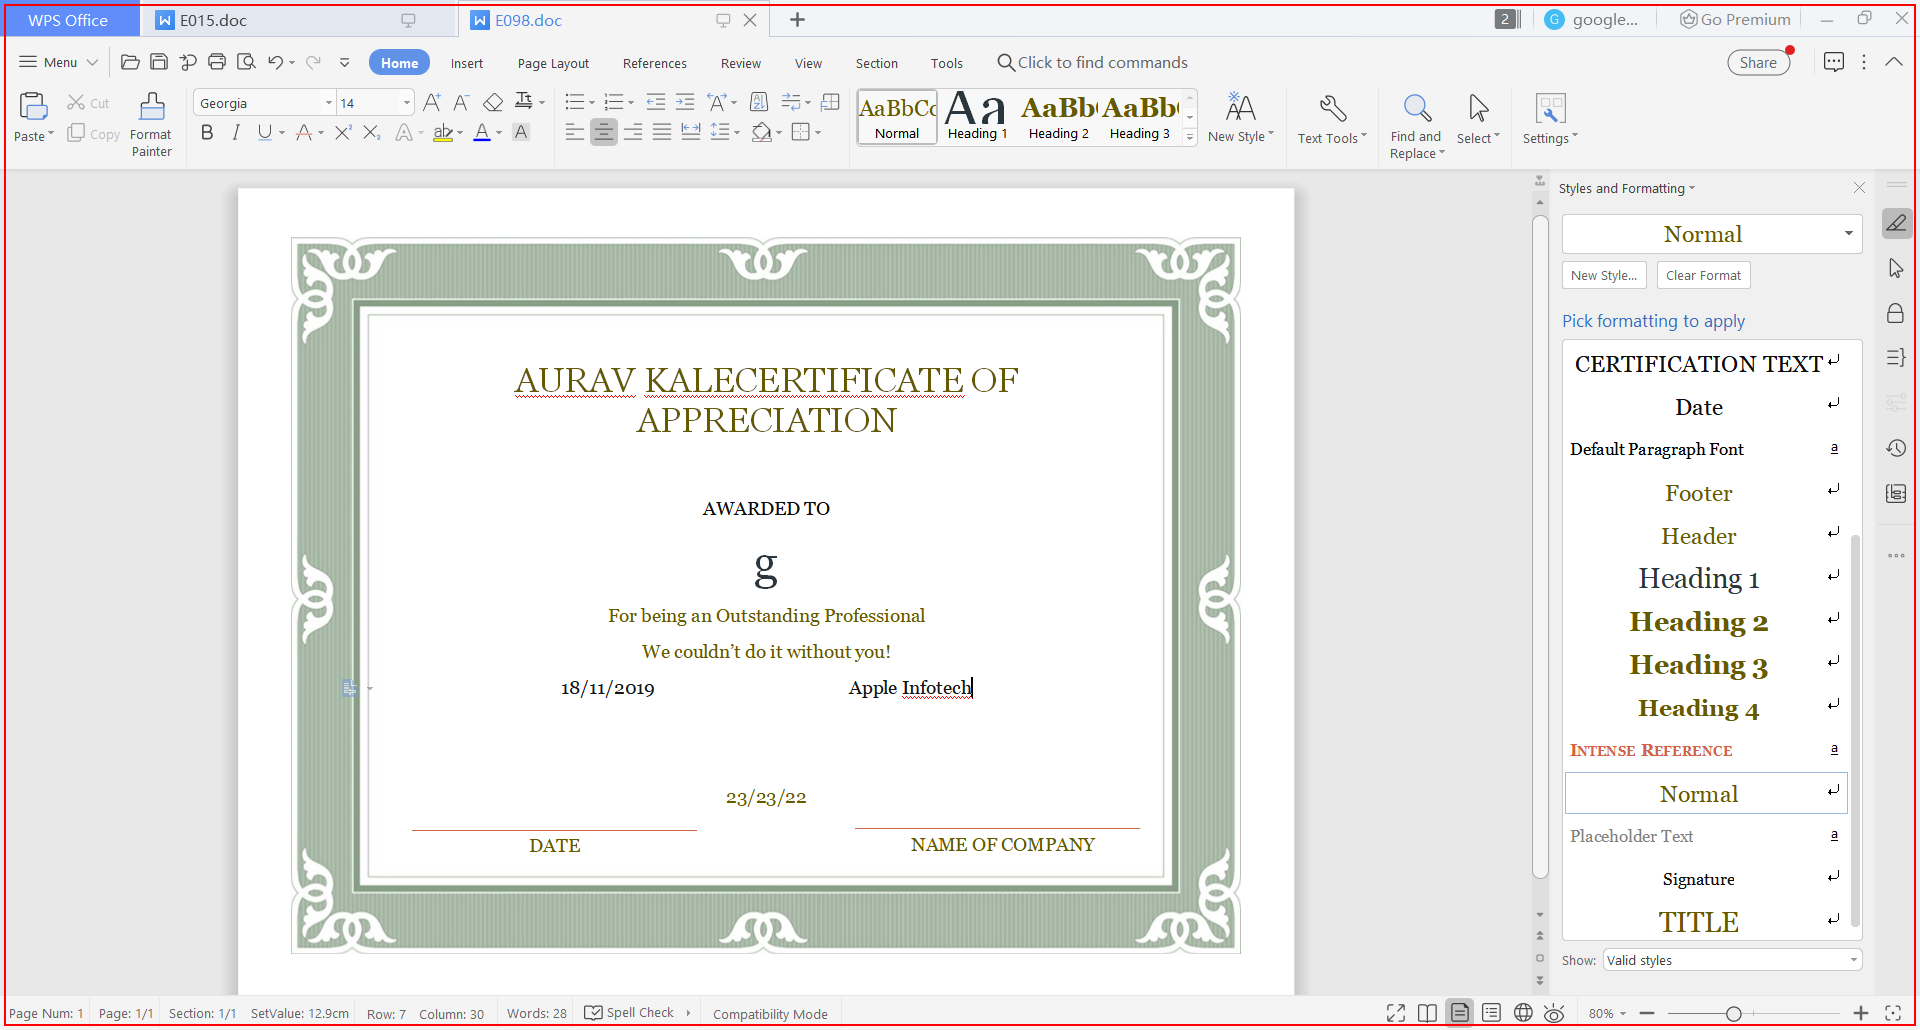 WPS Office E015.doc E098.doc 2 G google... Go Premium
Menu Home Insert Page Layout References Review View Section Tools Click to find commands Share
Paste Cut Copy Format Painter
Georgia 14
AaBbCc Normal
Aa Heading 1
AaBb Heading 2
AaBb Heading 3
New Style Text Tools Find and Replace Select Settings
Styles and Formatting
Normal
New Style... Clear Format
Pick formatting to apply
CERTIFICATION TEXT
Date
Default Paragraph Font a
Footer
Header
Heading 1
Heading 2
Heading 3
Heading 4
INTENSE REFERENCE a
Normal
Placeholder Text a
Signature
TITLE
Show: Valid styles
AURAV KALECERTIFICATE OF
APPRECIATION
AWARDED TO
g
For being an Outstanding Professional
We couldn't do it without you!
18/11/2019 Apple Infotech
23/23/22
DATE NAME OF COMPANY
Page Num: 1 Page: 1/1 Section: 1/1 SetValue: 12.9cm Row: 7 Column: 30 Words: 28 Spell Check Compatibility Mode 80%